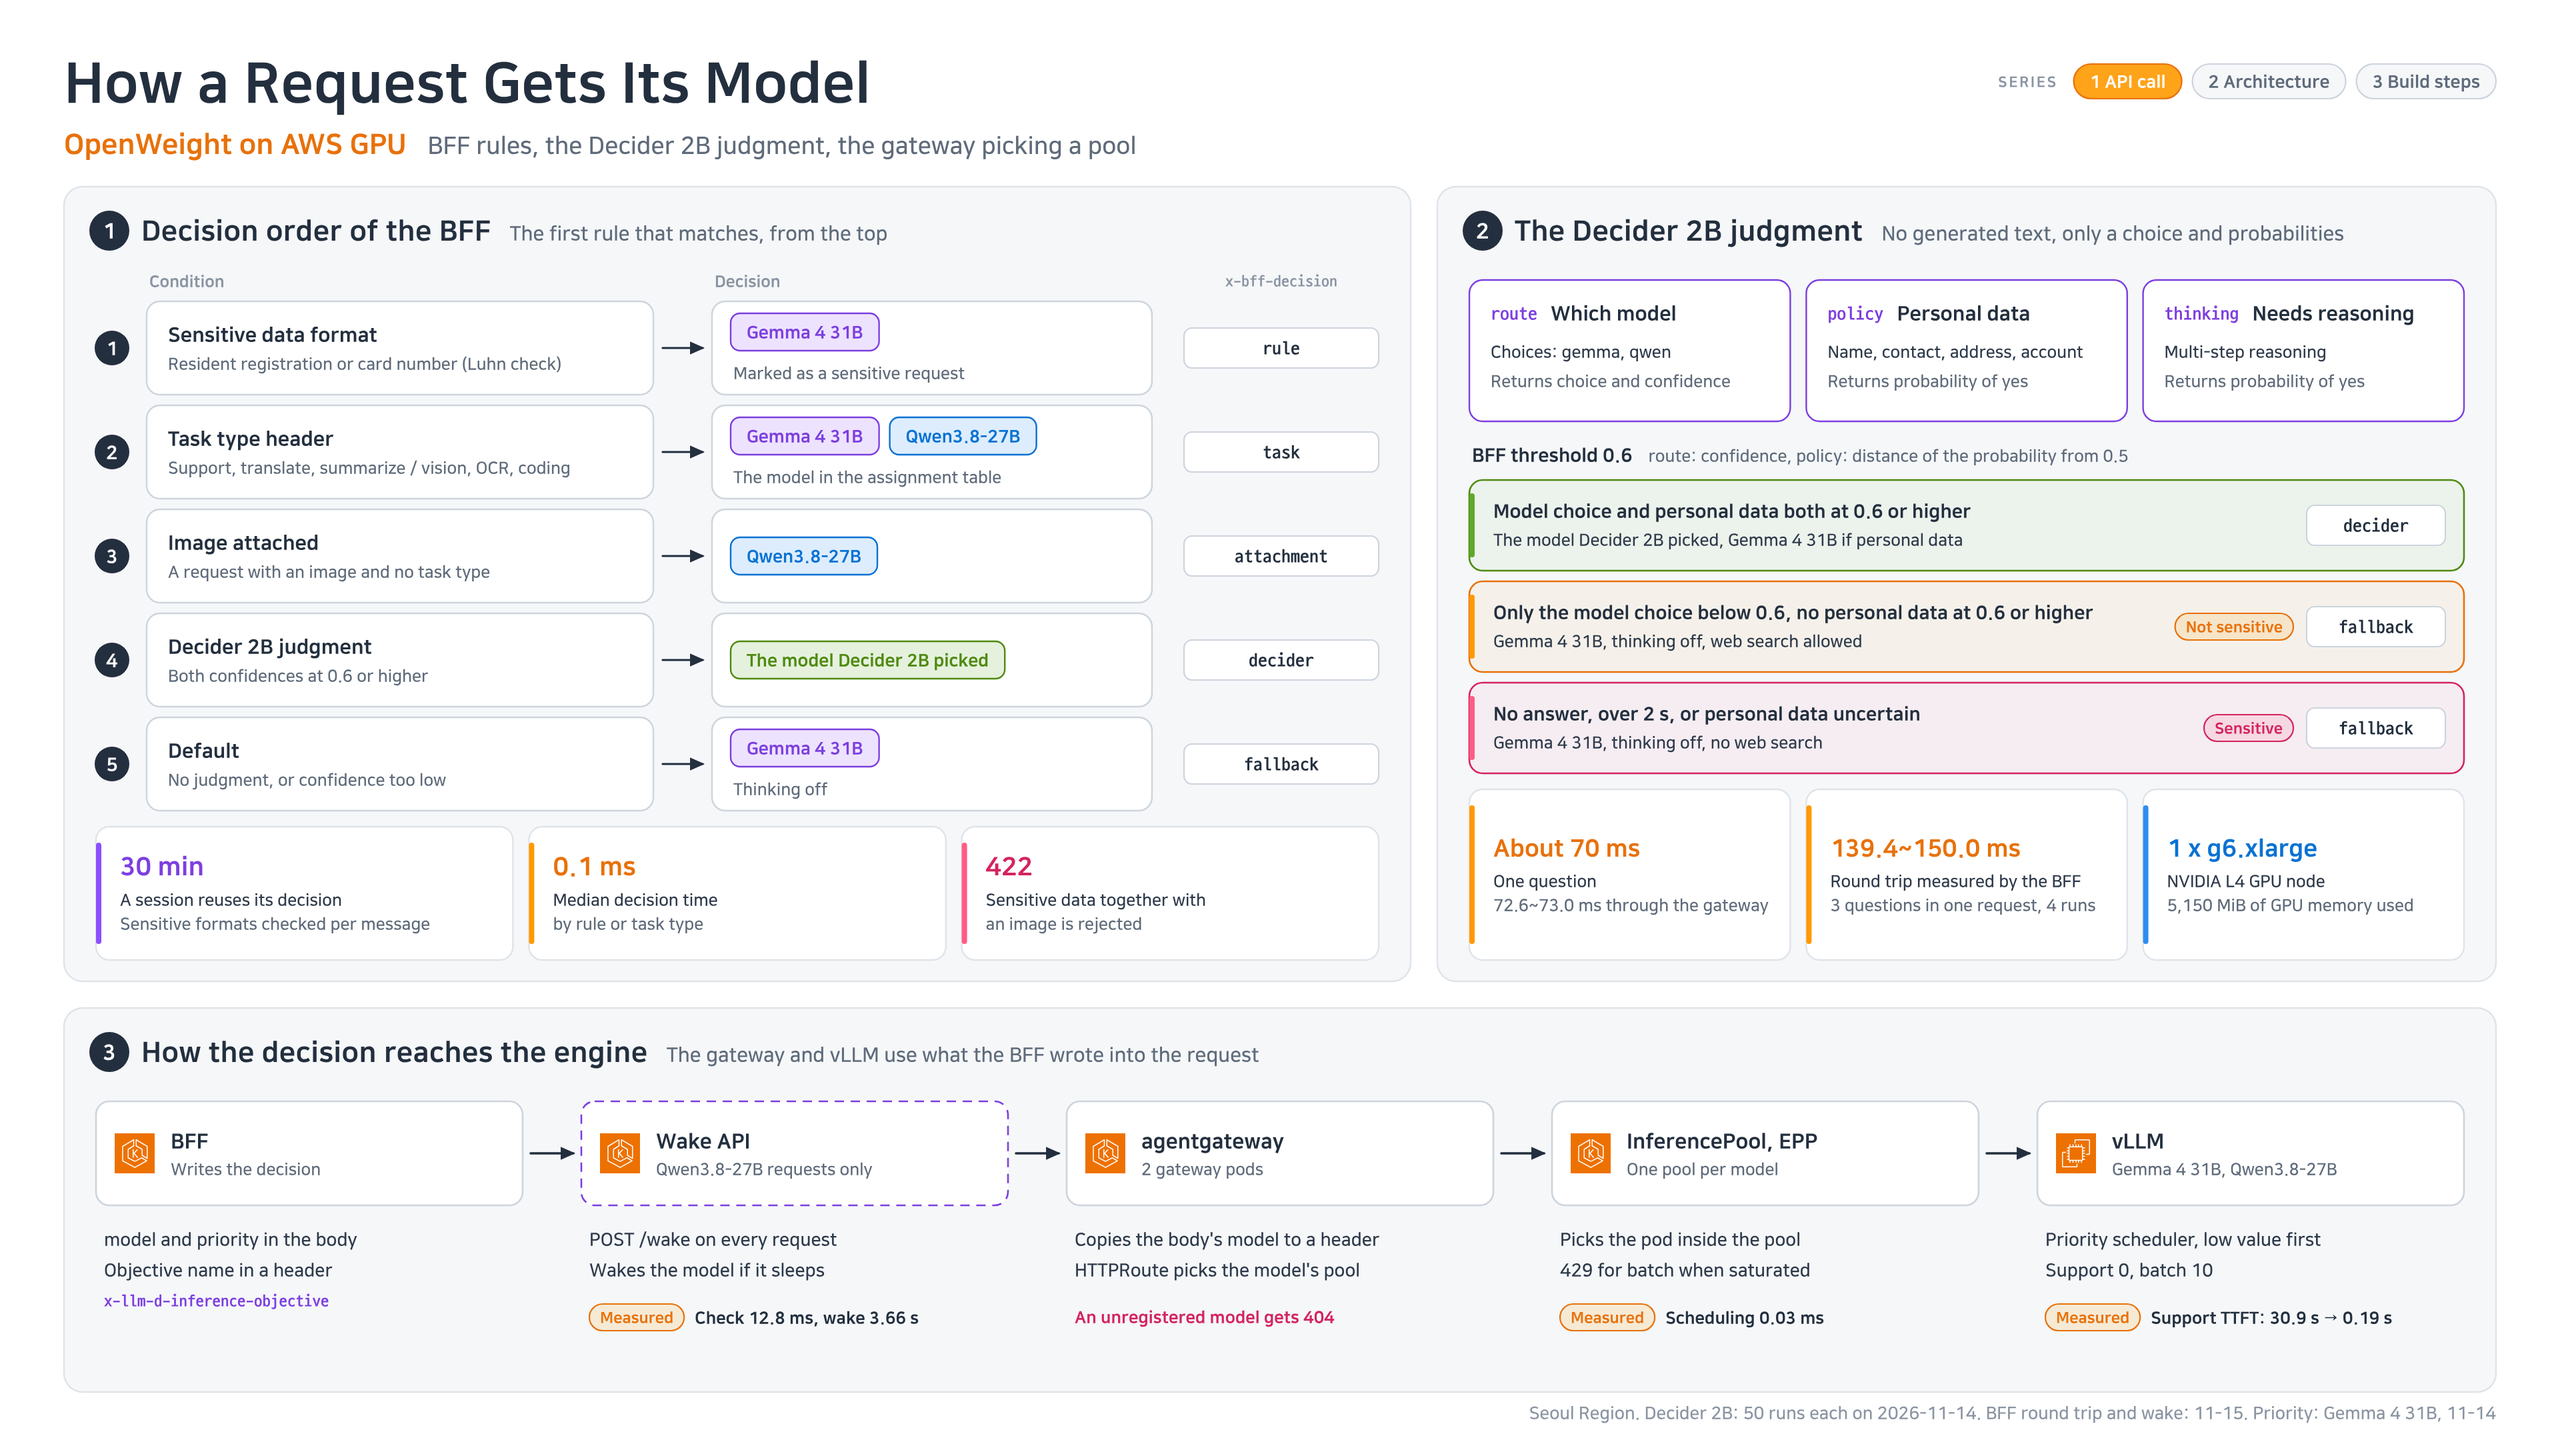 How a Request Gets Its Model
SERIES
1 API call
2 Architecture
3 Build steps
OpenWeight on AWS GPU BFF rules, the Decider 2B judgment, the gateway picking a pool
1 Decision order of the BFF The first rule that matches, from the top
Condition
Decision
x-bff-decision
1
Sensitive data format
Resident registration or card number (Luhn check)
Gemma 4 31B
Marked as a sensitive request
rule
2
Task type header
Support, translate, summarize / vision, OCR, coding
Gemma 4 31B Qwen3.8-27B
The model in the assignment table
task
3
Image attached
A request with an image and no task type
Qwen3.8-27B
attachment
4
Decider 2B judgment
Both confidences at 0.6 or higher
The model Decider 2B picked
decider
5
Default
No judgment, or confidence too low
Gemma 4 31B
Thinking off
fallback
30 min
A session reuses its decision
Sensitive formats checked per message
0.1 ms
Median decision time
by rule or task type
422
Sensitive data together with
an image is rejected
2 The Decider 2B judgment No generated text, only a choice and probabilities
route Which model
Choices: gemma, qwen
Returns choice and confidence
policy Personal data
Name, contact, address, account
Returns probability of yes
thinking Needs reasoning
Multi-step reasoning
Returns probability of yes
BFF threshold 0.6 route: confidence, policy: distance of the probability from 0.5
Model choice and personal data both at 0.6 or higher
The model Decider 2B picked, Gemma 4 31B if personal data
decider
Only the model choice below 0.6, no personal data at 0.6 or higher
Gemma 4 31B, thinking off, web search allowed
Not sensitive
fallback
No answer, over 2 s, or personal data uncertain
Gemma 4 31B, thinking off, no web search
Sensitive
fallback
About 70 ms
One question
72.6~73.0 ms through the gateway
139.4~150.0 ms
Round trip measured by the BFF
3 questions in one request, 4 runs
1 x g6.xlarge
NVIDIA L4 GPU node
5,150 MiB of GPU memory used
3 How the decision reaches the engine The gateway and vLLM use what the BFF wrote into the request
BFF
Writes the decision
model and priority in the body
Objective name in a header
x-llm-d-inference-objective
Wake API
Qwen3.8-27B requests only
POST /wake on every request
Wakes the model if it sleeps
Measured Check 12.8 ms, wake 3.66 s
agentgateway
2 gateway pods
Copies the body's model to a header
HTTPRoute picks the model's pool
An unregistered model gets 404
InferencePool, EPP
One pool per model
Picks the pod inside the pool
429 for batch when saturated
Measured Scheduling 0.03 ms
vLLM
Gemma 4 31B, Qwen3.8-27B
Priority scheduler, low value first
Support 0, batch 10
Measured Support TTFT: 30.9 s → 0.19 s
Seoul Region. Decider 2B: 50 runs each on 2026-11-14. BFF round trip and wake: 11-15. Priority: Gemma 4 31B, 11-14